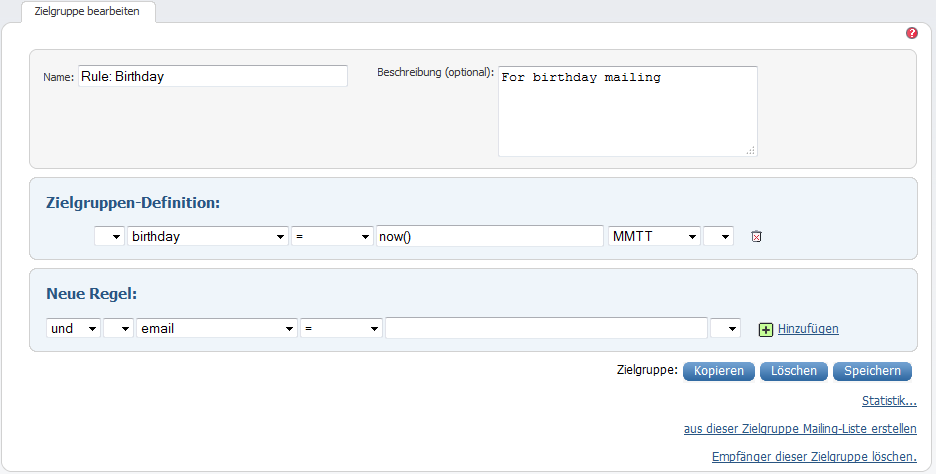 Zielgruppe bearbeiten
?
Name: Rule: Birthday Beschreibung (optional): For birthday mailing
Zielgruppen-Definition:
birthday = now() MMTT
Neue Regel:
und email = Hinzufügen
Zielgruppe: Kopieren Löschen Speichern
Statistik...
aus dieser Zielgruppe Mailing-Liste erstellen
Empfänger dieser Zielgruppe löschen.